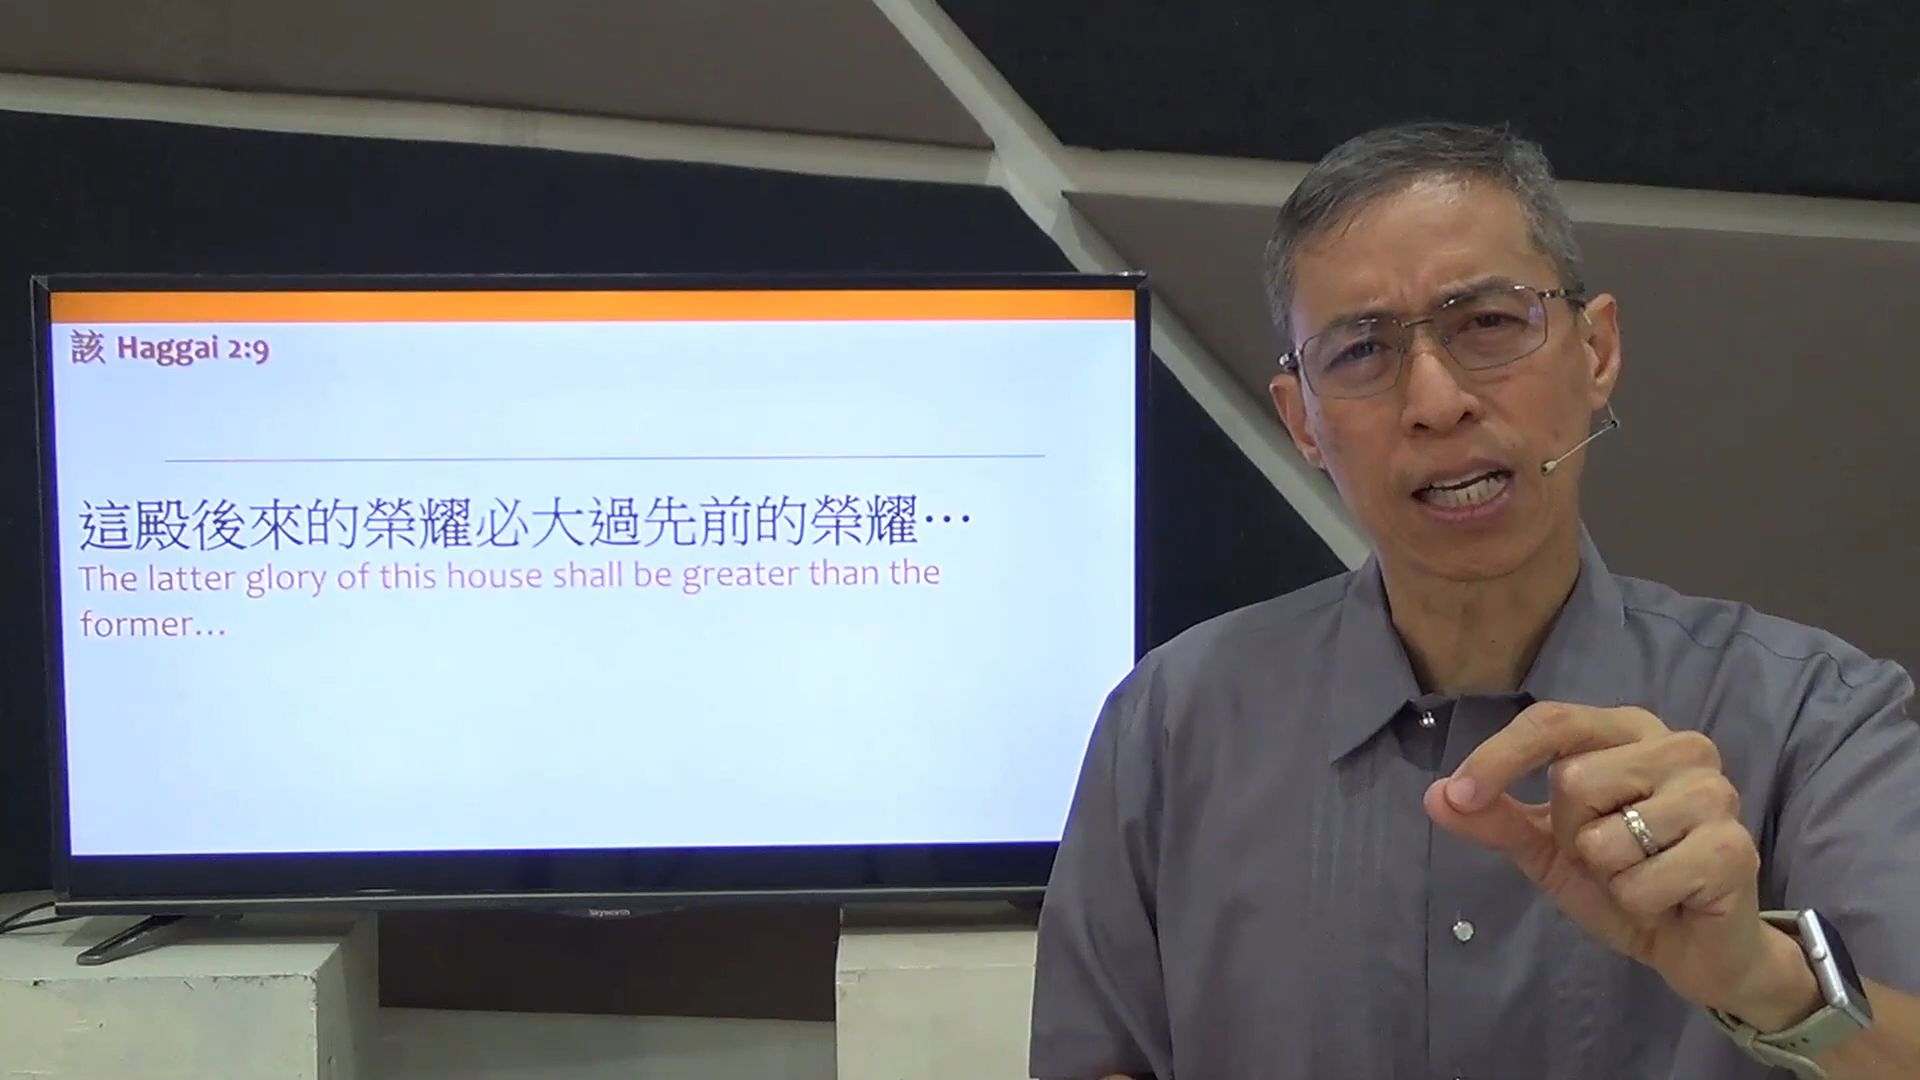 該 Haggai 2:9
這殿後來的榮耀必大過先前的榮耀…
The latter glory of this house shall be greater than the
former…
Skyworth